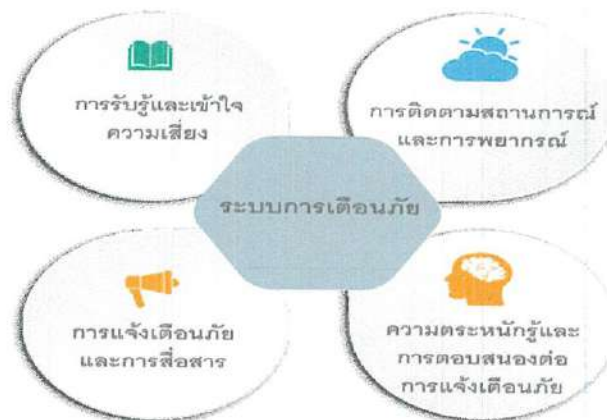 การรับรู้และเข้าใจ
ความเสี่ยง
การติดตามสถานการณ์
และการพยากรณ์
ระบบการเตือนภัย
การแจ้งเตือนภัย
และการสื่อสาร
ความตระหนักรู้และ
การตอบสนองต่อ
การแจ้งเตือนภัย